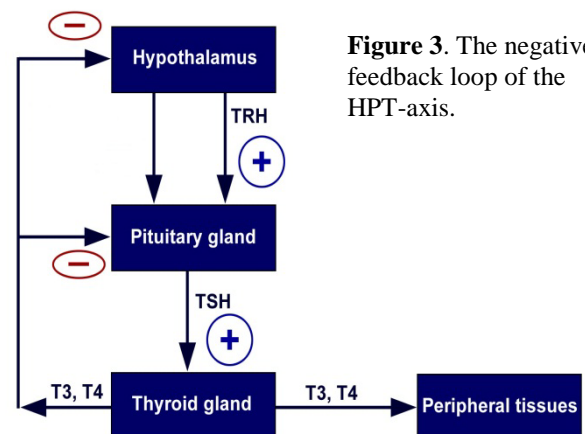 Hypothalamus
Figure 3. The negative
feedback loop of the
HPT-axis.
TRH
+
Pituitary gland
TSH
+
T3, T4
Thyroid gland
T3, T4
Peripheral tissues